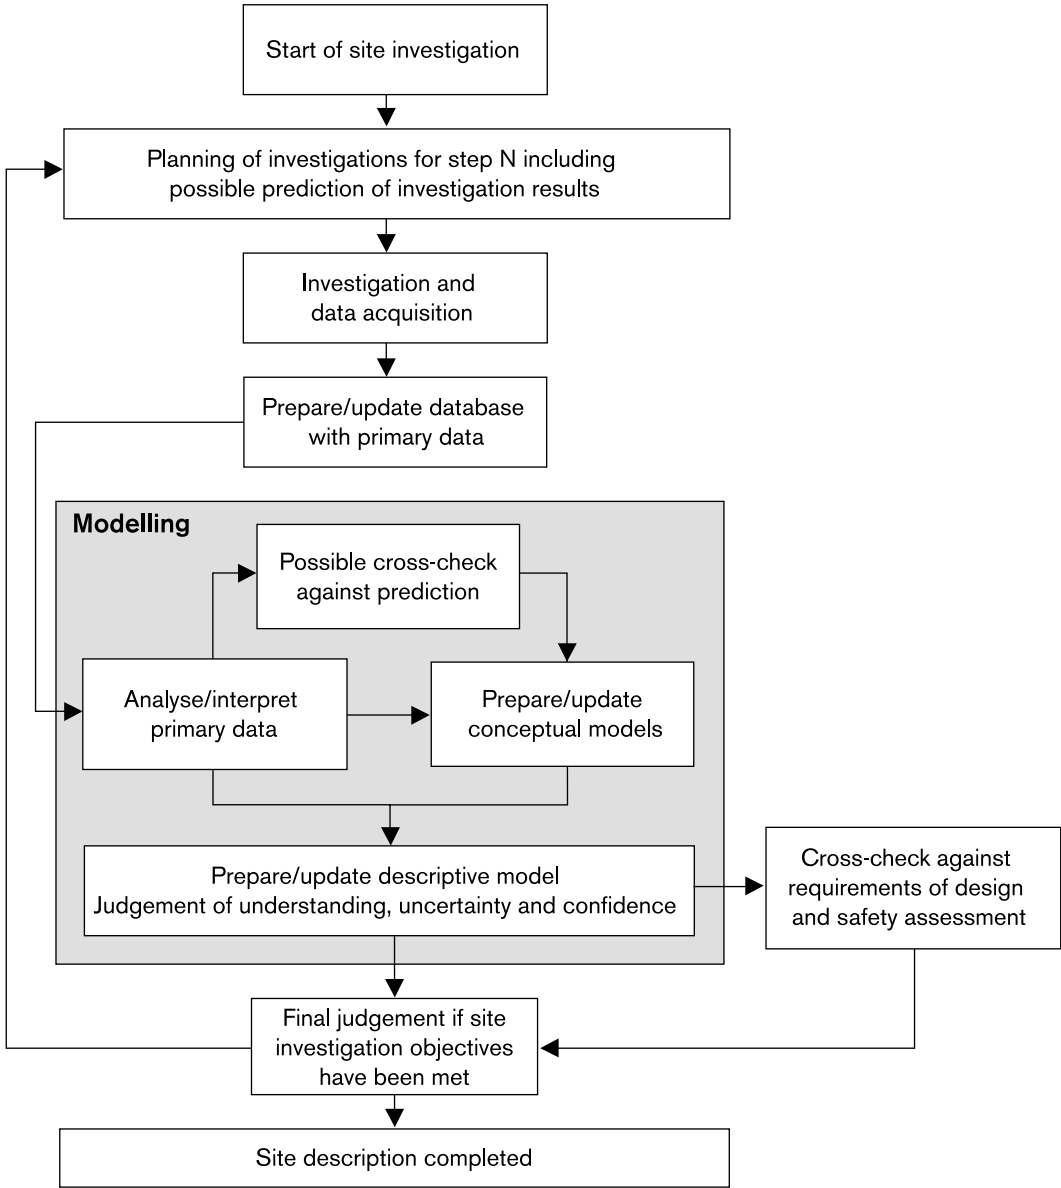 Start of site investigation
Planning of investigations for step N including
possible prediction of investigation results
Investigation and
data acquisition
Prepare/update database
with primary data
Modelling
Possible cross-check
against prediction
Analyse/interpret
primary data
Prepare/update
conceptual models
Prepare/update descriptive model
Judgement of understanding, uncertainty and confidence
Cross-check against
requirements of design
and safety assessment
Final judgement if site
investigation objectives
have been met
Site description completed